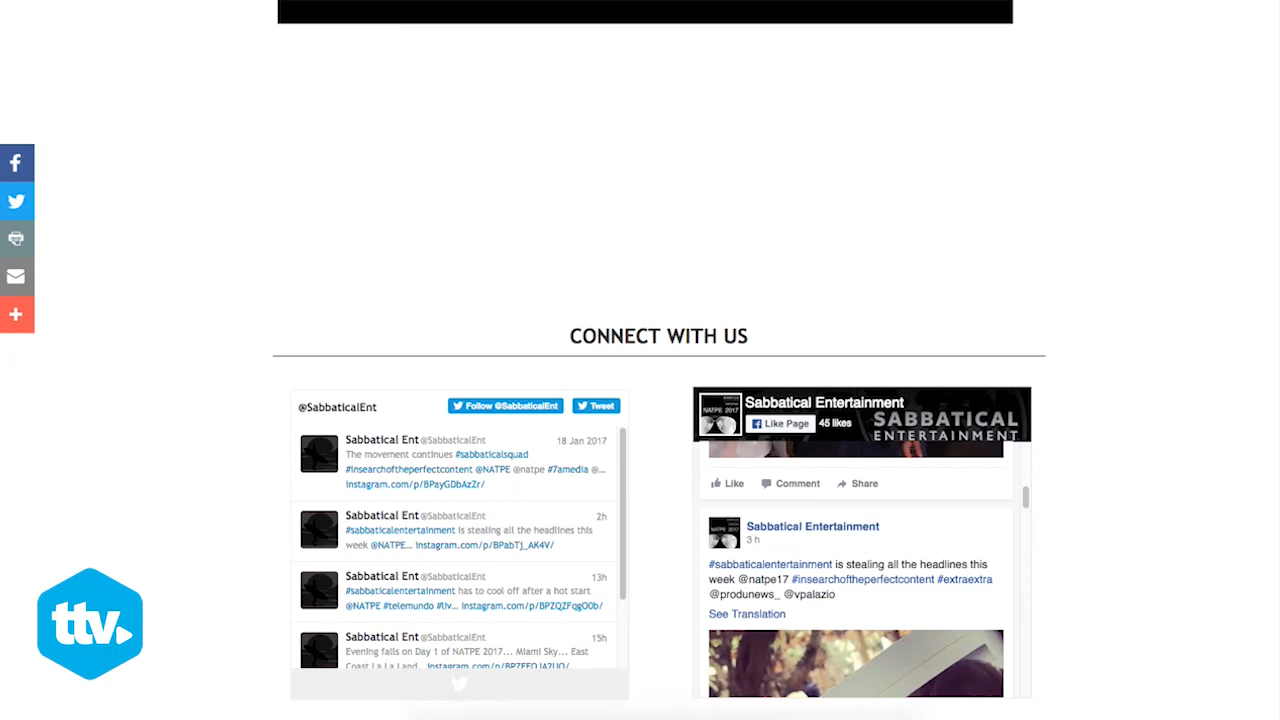 CONNECT WITH US
@SabbaticalEnt
Follow @SabbaticalEnt
Tweet
Sabbatical Ent @SabbaticalEnt 18 Jan 2017
The movement continues #sabbaticalsquad
#insearchoftheperfectcontent @NATPE @natpe #7amedia @...
instagram.com/p/BPayGDbAzZr/
Sabbatical Ent @SabbaticalEnt 2h
#sabbaticalentertainment is stealing all the headlines this
week @NATPE... instagram.com/p/BPabTj_AK4V/
Sabbatical Ent @SabbaticalEnt 13h
#sabbaticalentertainment has to cool off after a hot start
@NATPE #telemundo #liv... instagram.com/p/BPZQZFqgO0b/
Sabbatical Ent @SabbaticalEnt 15h
Evening falls on Day 1 of NATPE 2017... Miami Sky... East
Coast La La Land
NATPE 2017
Sabbatical Entertainment
Like Page
45 likes
SABBATICAL
ENTERTAINMENT
Like Comment Share
NATPE 2017
Sabbatical Entertainment
3 h
#sabbaticalentertainment is stealing all the headlines this
week @natpe17 #insearchoftheperfectcontent #extraextra
@produnews_ @vpalazio
See Translation
ttv.